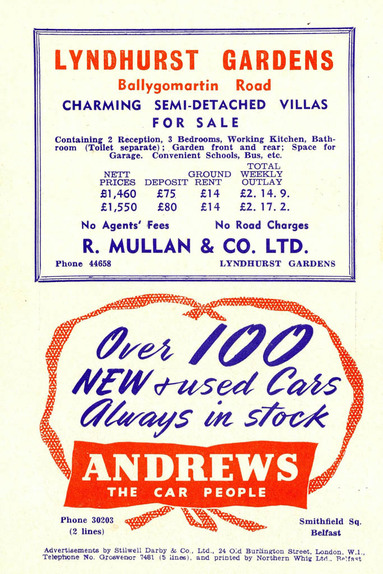 LYNDHURST GARDENS
Ballygomartin Road
CHARMING SEMI-DETACHED VILLAS
FOR SALE
Containing 2 Reception, 3 Bedrooms, Working Kitchen, Bath-
room (Toilet separate); Garden front and rear; Space for
Garage. Convenient Schools, Bus, etc.
TOTAL
NETT GROUND WEEKLY
PRICES DEPOSIT RENT OUTLAY
£1,460 £75 £14 £2. 14. 9.
£1,550 £80 £14 £2. 17. 2.
No Agents' Fees No Road Charges
R. MULLAN & CO. LTD.
Phone 44658 LYNDHURST GARDENS
Over 100
NEW & used Cars
Always in stock
ANDREWS
THE CAR PEOPLE
Phone 30203 Smithfield Sq.
(2 lines) Belfast
Advertisements by Stilwell Darby & Co., Ltd., 24 Old Burlington Street, London, W.1.,
Telephone No. Grosvenor 7481 (5 lines), and printed by Northern Whig Ltd., Belfast